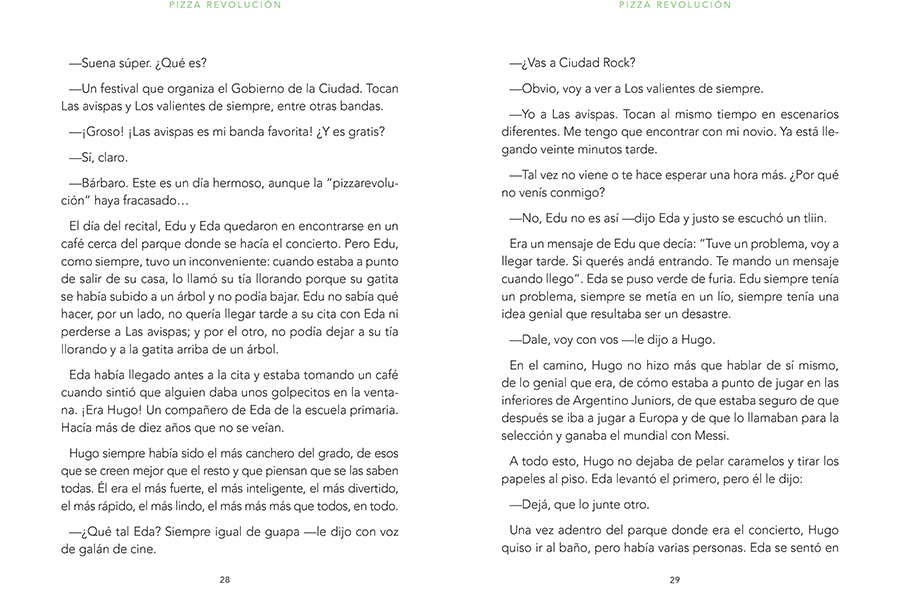 PIZZA REVOLUCIÓN
—Suena súper. ¿Qué es?
—Un festival que organiza el Gobierno de la Ciudad. Tocan
Las avispas y Los valientes de siempre, entre otras bandas.
—¡Groso! ¡Las avispas es mi banda favorita! ¿Y es gratis?
—Sí, claro.
—Bárbaro. Este es un día hermoso, aunque la “pizzarevolu-
ción” haya fracasado…
El día del recital, Edu y Eda quedaron en encontrarse en un
café cerca del parque donde se hacía el concierto. Pero Edu,
como siempre, tuvo un inconveniente: cuando estaba a punto
de salir de su casa, lo llamó su tía llorando porque su gatita
se había subido a un árbol y no podía bajar. Edu no sabía qué
hacer, por un lado, no quería llegar tarde a su cita con Eda ni
perderse a Las avispas; y por el otro, no podía dejar a su tía
llorando y a la gatita arriba de un árbol.
Eda había llegado antes a la cita y estaba tomando un café
cuando sintió que alguien daba unos golpecitos en la venta-
na. ¡Era Hugo! Un compañero de Eda de la escuela primaria.
Hacía más de diez años que no se veían.
Hugo siempre había sido el más canchero del grado, de esos
que se creen mejor que el resto y que piensan que se las saben
todas. Él era el más fuerte, el más inteligente, el más divertido,
el más rápido, el más lindo, el más más más que todos, en todo.
—¿Qué tal Eda? Siempre igual de guapa —le dijo con voz
de galán de cine.
28
PIZZA REVOLUCIÓN
—¿Vas a Ciudad Rock?
—Obvio, voy a ver a Los valientes de siempre.
—Yo a Las avispas. Tocan al mismo tiempo en escenarios
diferentes. Me tengo que encontrar con mi novio. Ya está lle-
gando veinte minutos tarde.
—Tal vez no viene o te hace esperar una hora más. ¿Por qué
no venís conmigo?
—No, Edu no es así —dijo Eda y justo se escuchó un tliin.
Era un mensaje de Edu que decía: “Tuve un problema, voy a
llegar tarde. Si querés andá entrando. Te mando un mensaje
cuando llego”. Eda se puso verde de furia. Edu siempre tenía
un problema, siempre se metía en un lío, siempre tenía una
idea genial que resultaba ser un desastre.
—Dale, voy con vos —le dijo a Hugo.
En el camino, Hugo no hizo más que hablar de sí mismo,
de lo genial que era, de cómo estaba a punto de jugar en las
inferiores de Argentino Juniors, de que estaba seguro de que
después se iba a jugar a Europa y de que lo llamaban para la
selección y ganaba el mundial con Messi.
A todo esto, Hugo no dejaba de pelar caramelos y tirar los
papeles al piso. Eda levantó el primero, pero él le dijo:
—Dejá, que lo junte otro.
Una vez adentro del parque donde era el concierto, Hugo
quiso ir al baño, pero había varias personas. Eda se sentó en
29